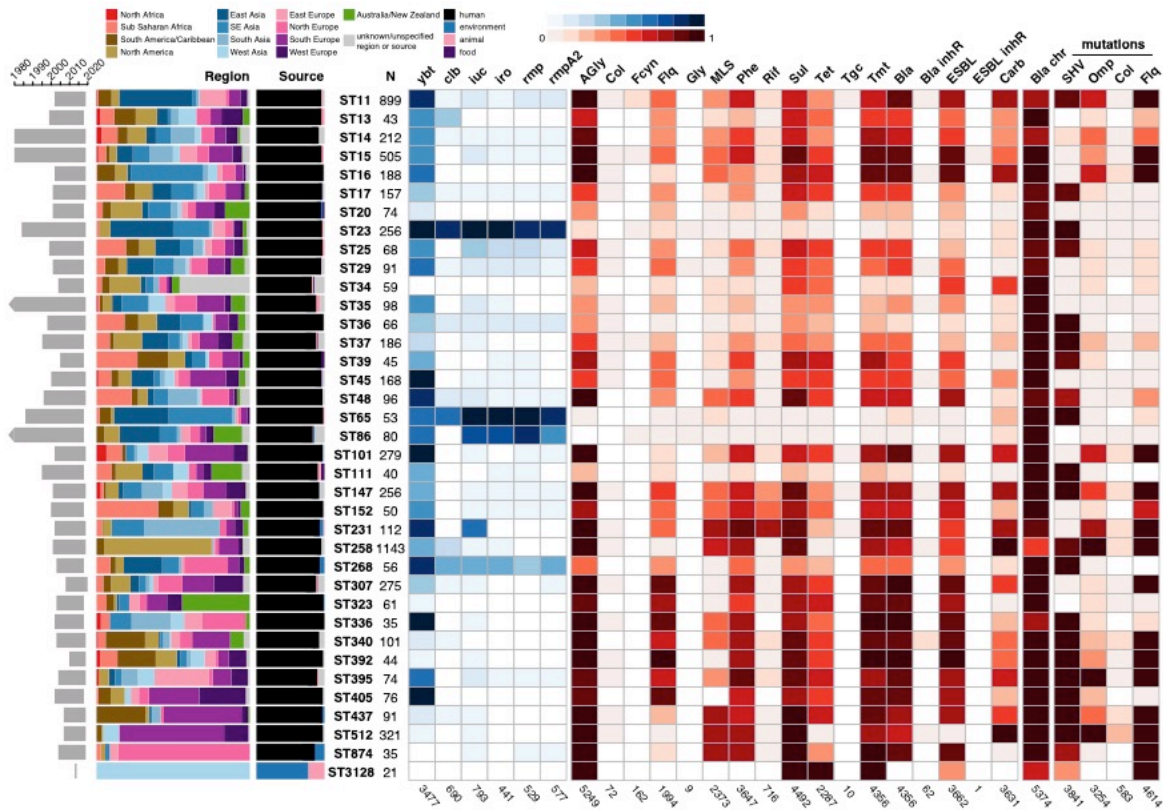 1980
1990
2000
2010
2020
North Africa
Sub Saharan Africa
South America/Caribbean
North America
East Asia
SE Asia
South Asia
West Asia
East Europe
North Europe
South Europe
West Europe
Australia/New Zealand
unknown/unspecified
region or source
human
environment
animal
food
0 1
mutations
Region Source N ybt clb iuc iro rmp rmpA2 AGly Col Fcyn Flq Gly MLS Phe Rif Sul Tet Tgc Tmt Bla Bla inhR ESBL ESBL inhR Carb Bla chr SHV Omp Col Flq
ST11 899
ST13 43
ST14 212
ST15 505
ST16 188
ST17 157
ST20 74
ST23 256
ST25 68
ST29 91
ST34 59
ST35 98
ST36 66
ST37 186
ST39 45
ST45 168
ST48 96
ST65 53
ST86 80
ST101 279
ST111 40
ST147 256
ST152 50
ST231 112
ST258 1143
ST268 56
ST307 275
ST323 61
ST336 35
ST340 101
ST392 44
ST395 74
ST405 76
ST437 91
ST512 321
ST874 35
ST3128 21
3477 690 793 441 529 577 5249 72 162 1894 9 2373 3647 716 4492 2267 10 4356 4356 62 3662 1 363 537 3841 325 583 461